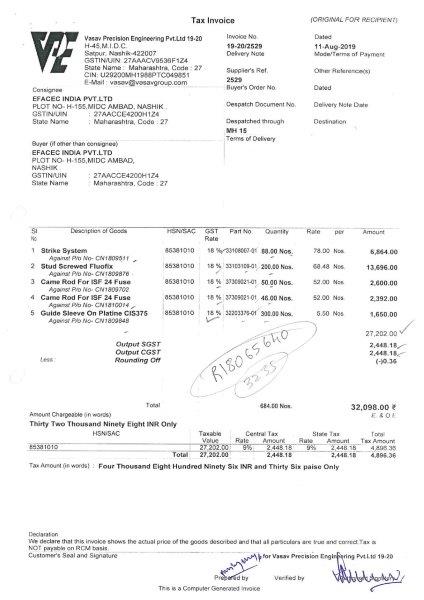 Tax Invoice
(ORIGINAL FOR RECIPIENT)
VPE
Vasav Precision Engineering Pvt.Ltd 19-20
H-45,M.I.D.C.
Satpur, Nashik-422007
GSTIN/UIN: 27AAACV9536F1Z4
State Name : Maharashtra, Code : 27
CIN: U29200MH1988PTC049851
E-Mail : vasav@vasavgroup.com
Invoice No. Dated
19-20/2529 11-Aug-2019
Delivery Note Mode/Terms of Payment
Supplier's Ref. Other Reference(s)
2529
Buyer's Order No. Dated
Despatch Document No. Delivery Note Date
Despatched through Destination
MH 15
Terms of Delivery
Consignee
EFACEC INDIA PVT.LTD
PLOT NO- H-155,MIDC AMBAD, NASHIK
GSTIN/UIN : 27AACCE4200H1Z4
State Name : Maharashtra, Code : 27
Buyer (if other than consignee)
EFACEC INDIA PVT.LTD
PLOT NO- H-155,MIDC AMBAD,
NASHIK
GSTIN/UIN : 27AACCE4200H1Z4
State Name : Maharashtra, Code : 27
Sl No Description of Goods HSN/SAC GST Rate Part No. Quantity Rate per Amount
1 Strike System 85381010 18 % 33108007-01 88.00 Nos. 78.00 Nos. 6,864.00
Against P/o No- CN1809511
2 Stud Screwed Fluofix 85381010 18 % 33103109-01 200.00 Nos. 68.48 Nos. 13,696.00
Against P/o No- CN1809876
3 Came Rod For ISF 24 Fuse 85381010 18 % 37309021-01 50.00 Nos. 52.00 Nos. 2,600.00
Against P/o No- CN1809702
4 Came Rod For ISF 24 Fuse 85381010 18 % 37309021-01 46.00 Nos. 52.00 Nos. 2,392.00
Against P/o No- CN1810014
5 Guide Sleeve On Platine CIS375 85381010 18 % 32203376-01 300.00 Nos. 5.50 Nos. 1,650.00
Against P/o No- CN1809848
27,202.00
Output SGST 2,448.18
Output CGST 2,448.18
Less : Rounding Off (-)0.36
R18065640
3255
Total 684.00 Nos. 32,098.00 ₹
Amount Chargeable (in words) E. & O.E
Thirty Two Thousand Ninety Eight INR Only
HSN/SAC Taxable Value Central Tax Rate Amount State Tax Rate Amount Total Tax Amount
85381010 27,202.00 9% 2,448.18 9% 2,448.18 4,896.36
Total 27,202.00 2,448.18 2,448.18 4,896.36
Tax Amount (in words) : Four Thousand Eight Hundred Ninety Six INR and Thirty Six paise Only
Declaration
We declare that this invoice shows the actual price of the goods described and that all particulars are true and correct.Tax is
NOT payable on RCM basis.
Customer's Seal and Signature for Vasav Precision Engineering Pvt.Ltd 19-20
Prepared by Verified by
This is a Computer Generated Invoice